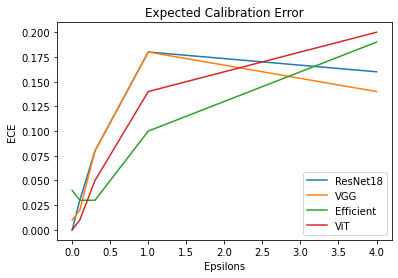 Expected Calibration Error
ECE
0.200
0.175
0.150
0.125
0.100
0.075
0.050
0.025
0.000
ResNet18
VGG
Efficient
ViT
0.0 0.5 1.0 1.5 2.0 2.5 3.0 3.5 4.0
Epsilons